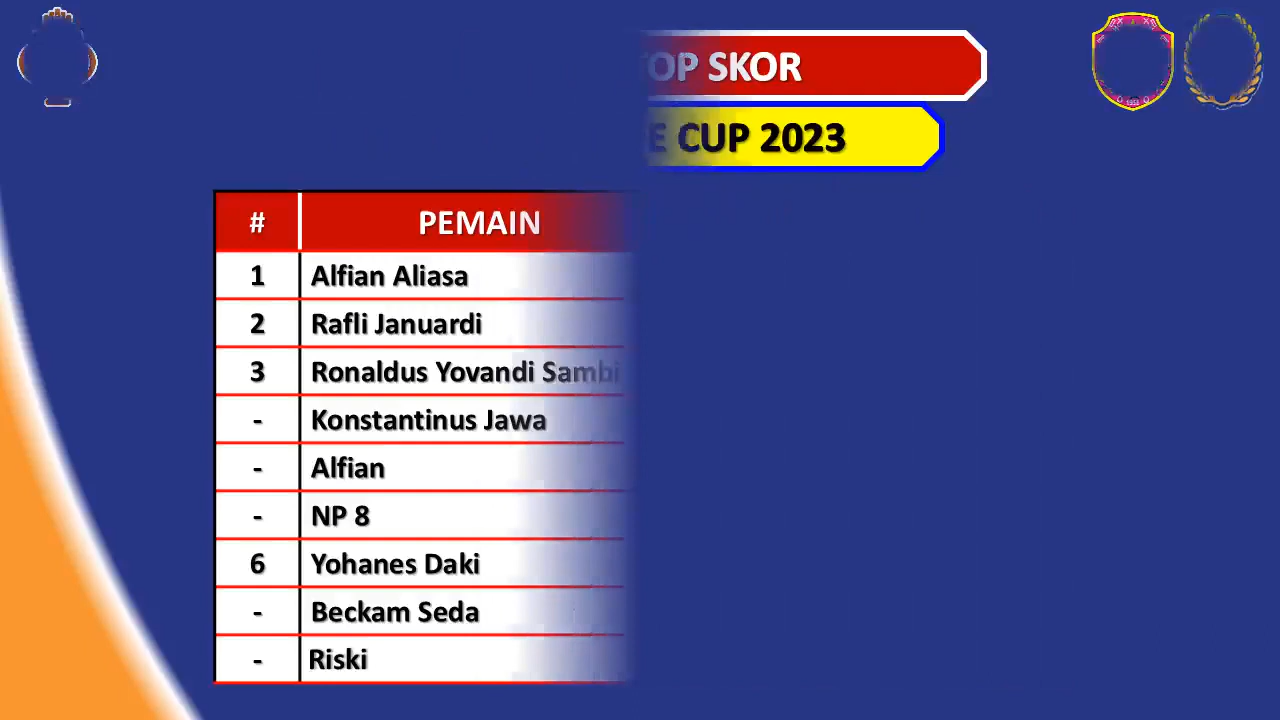 TOP SKOR
E CUP 2023
# PEMAIN
1 Alfian Aliasa
2 Rafli Januardi
3 Ronaldus Yovandi Sambi
- Konstantinus Jawa
- Alfian
- NP 8
6 Yohanes Daki
- Beckam Seda
- Riski